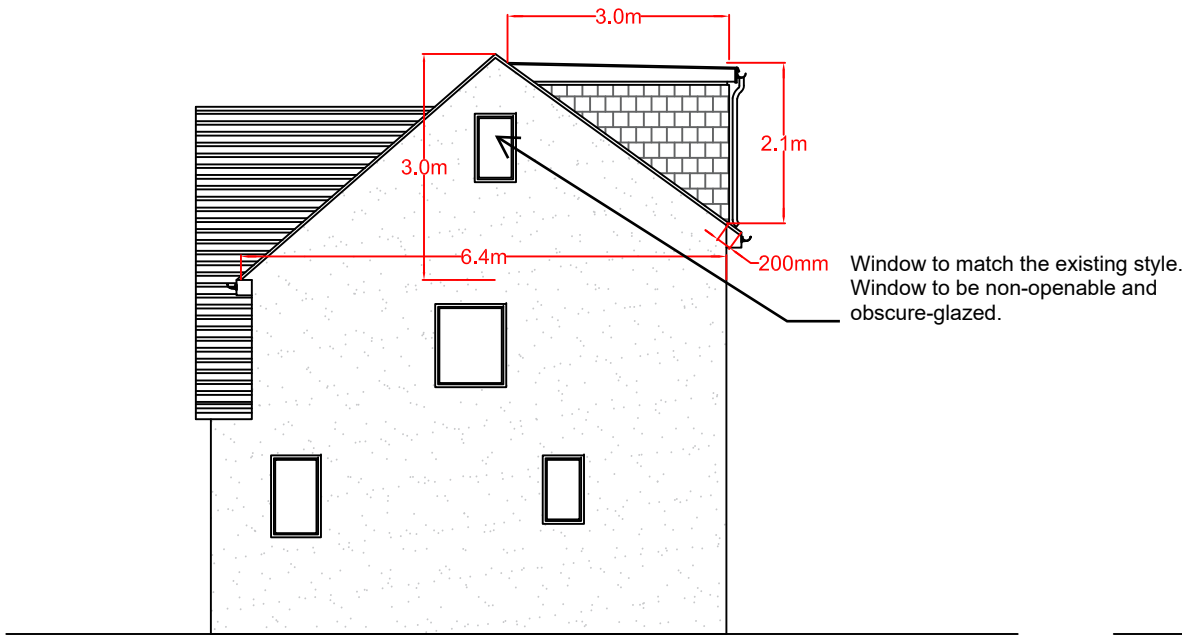 3.0m
2.1m
3.0m
6.4m
200mm
Window to match the existing style.
Window to be non-openable and
obscure-glazed.